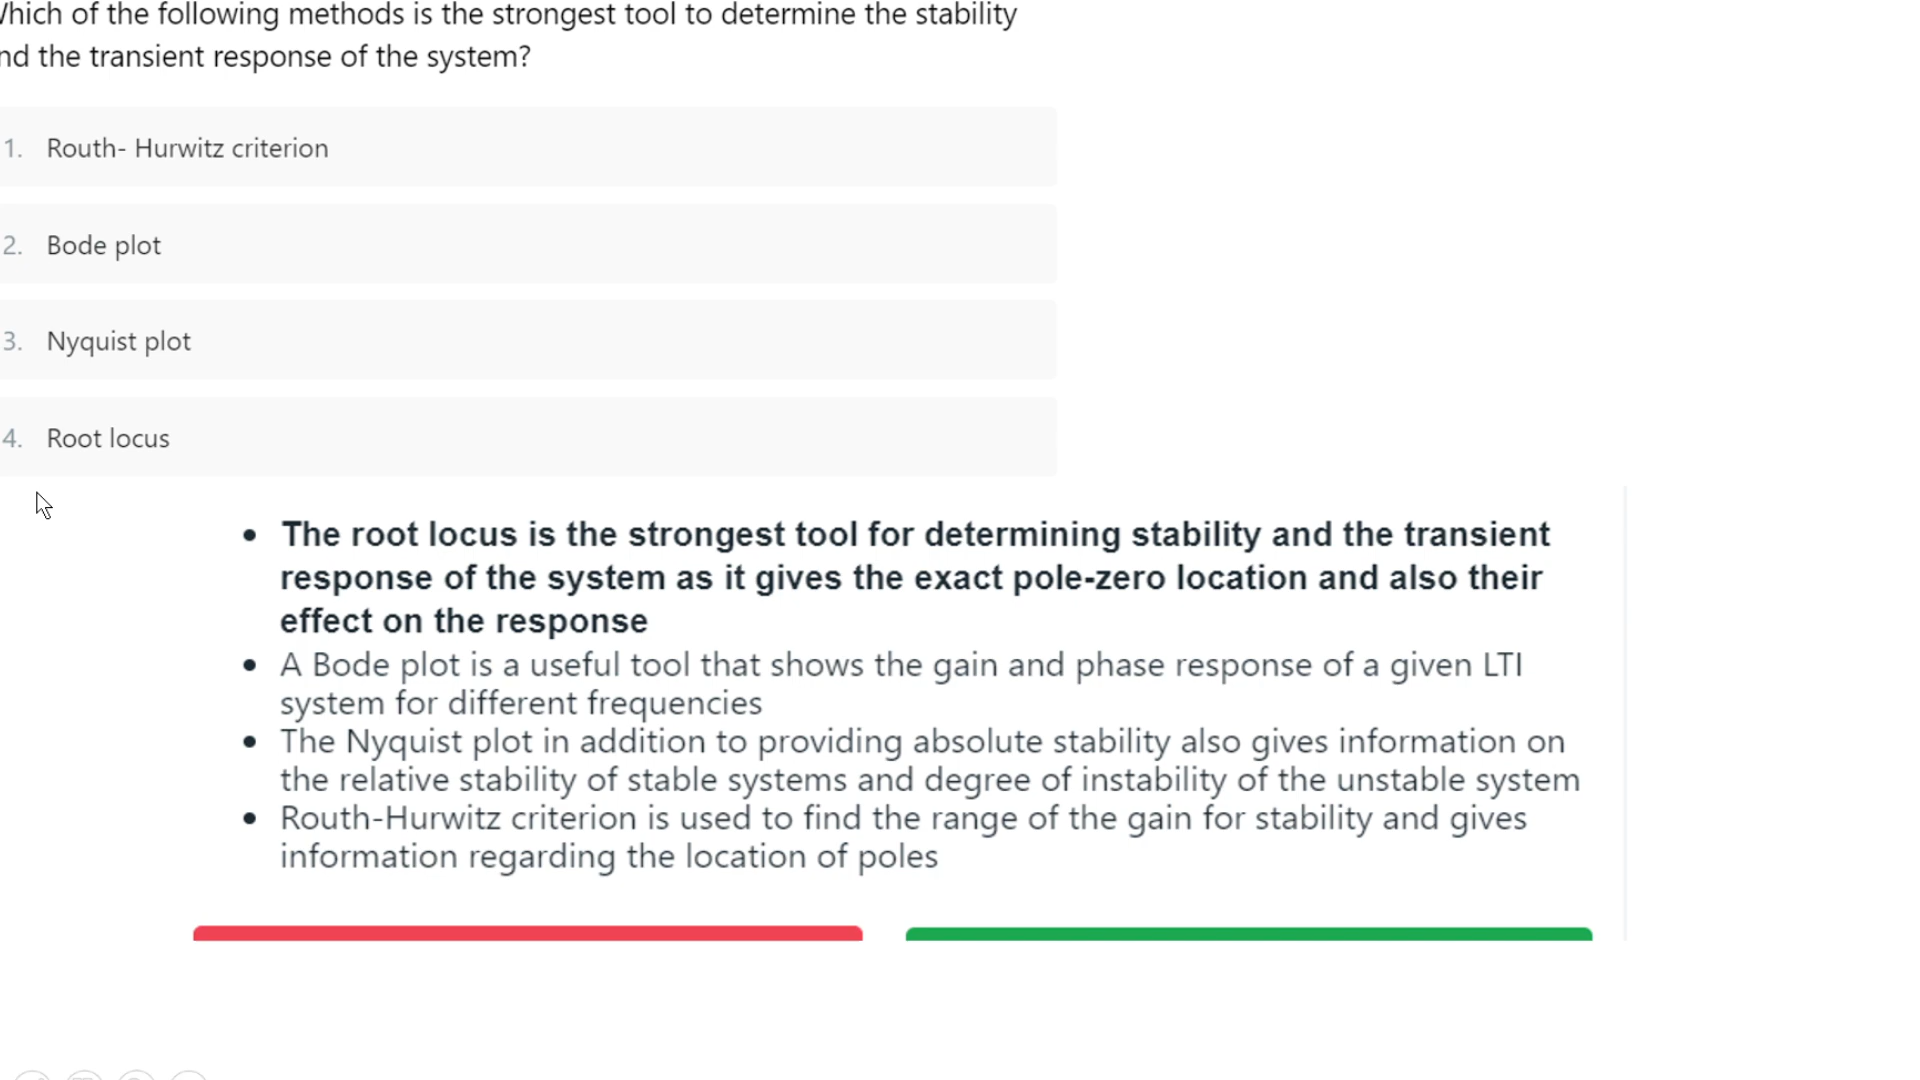 Which of the following methods is the strongest tool to determine the stability
nd the transient response of the system?
1. Routh- Hurwitz criterion
2. Bode plot
3. Nyquist plot
4. Root locus
• The root locus is the strongest tool for determining stability and the transient
response of the system as it gives the exact pole-zero location and also their
effect on the response
• A Bode plot is a useful tool that shows the gain and phase response of a given LTI
system for different frequencies
• The Nyquist plot in addition to providing absolute stability also gives information on
the relative stability of stable systems and degree of instability of the unstable system
• Routh-Hurwitz criterion is used to find the range of the gain for stability and gives
information regarding the location of poles